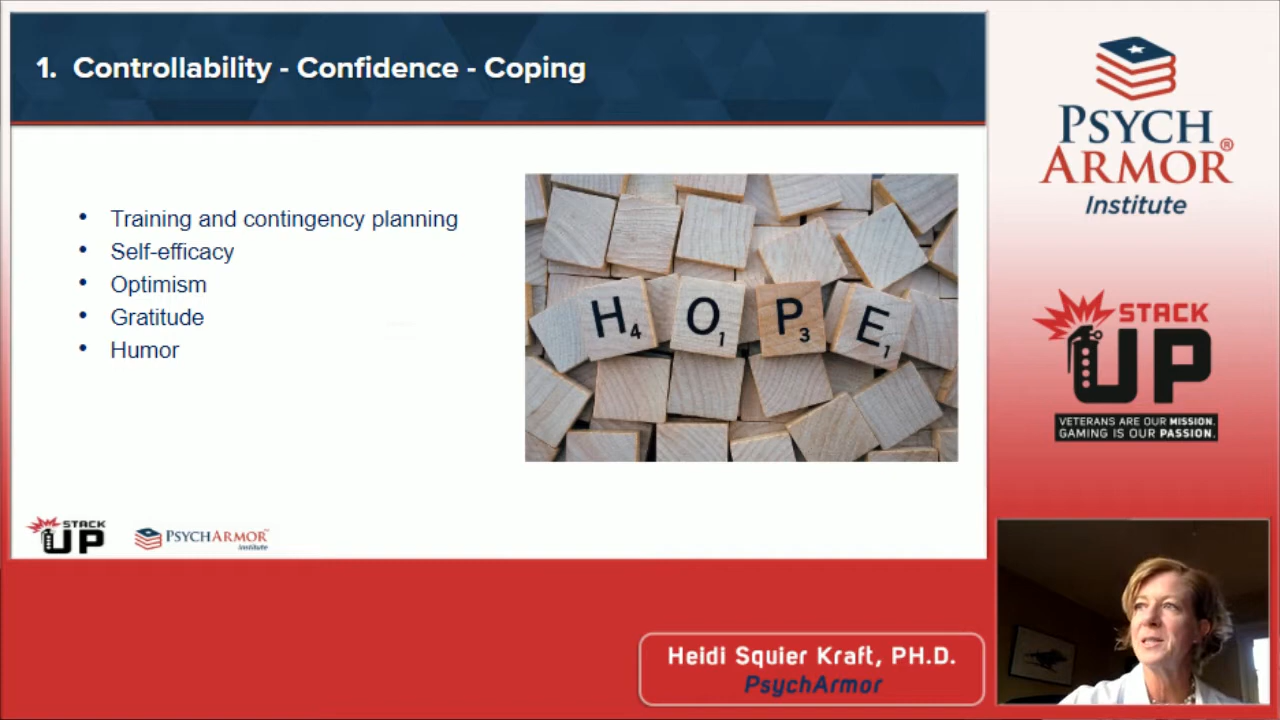 1. Controllability - Confidence - Coping
• Training and contingency planning
• Self-efficacy
• Optimism
• Gratitude
• Humor
H4 O1 P3 E1
STACK
UP
PSYCHARMOR™
Institute
PSYCH
ARMOR®
Institute
STACK
UP
VETERANS ARE OUR MISSION.
GAMING IS OUR PASSION.
Heidi Squier Kraft, PH.D.
PsychArmor